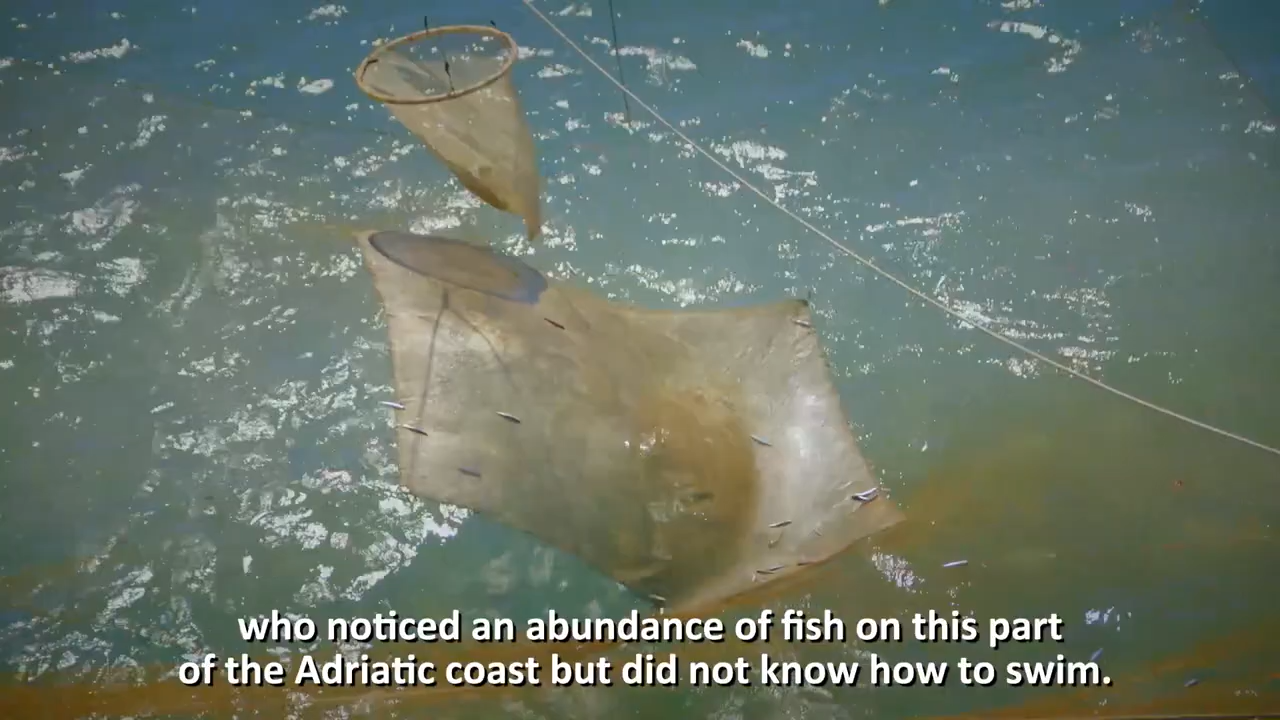 who noticed an abundance of fish on this part
of the Adriatic coast but did not know how to swim.